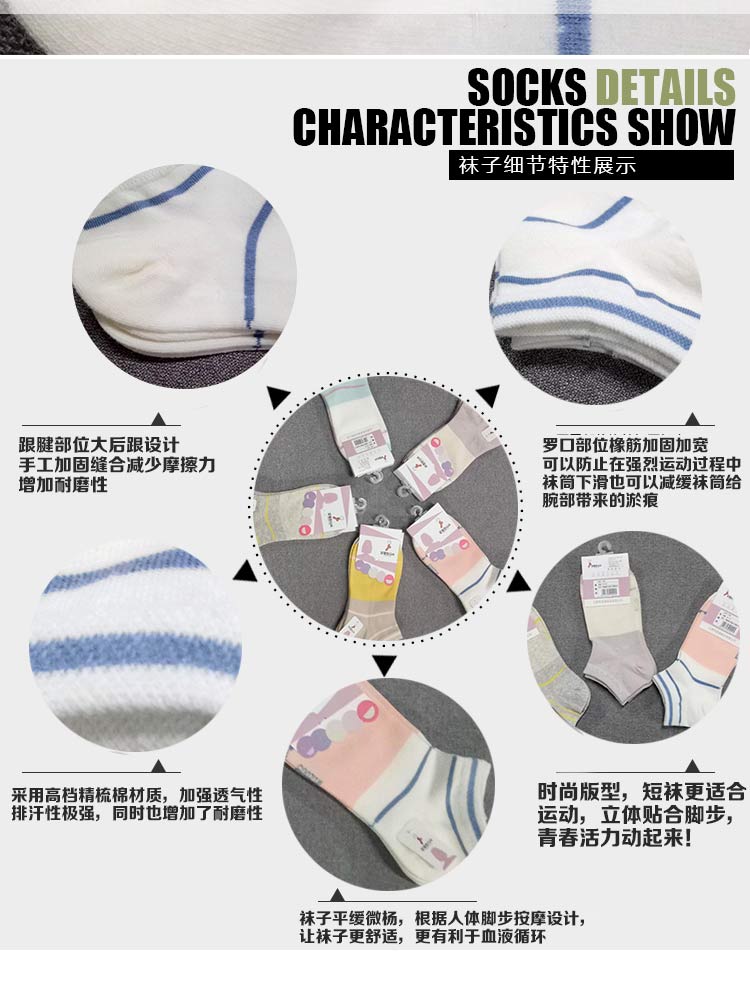 SOCKS DETAILS
CHARACTERISTICS SHOW
袜子细节特性展示
跟腱部位大后跟设计
手工加固缝合减少摩擦力
增加耐磨性
罗口部位橡筋加固加宽
可以防止在强烈运动过程中
袜筒下滑也可以减缓袜筒给
腕部带来的淤痕
采用高档精梳棉材质，加强透气性
排汗性极强，同时也增加了耐磨性
时尚版型，短袜更适合
运动，立体贴合脚步，
青春活力动起来！
袜子平缓微杨，根据人体脚步按摩设计，
让袜子更舒适，更有利于血液循环